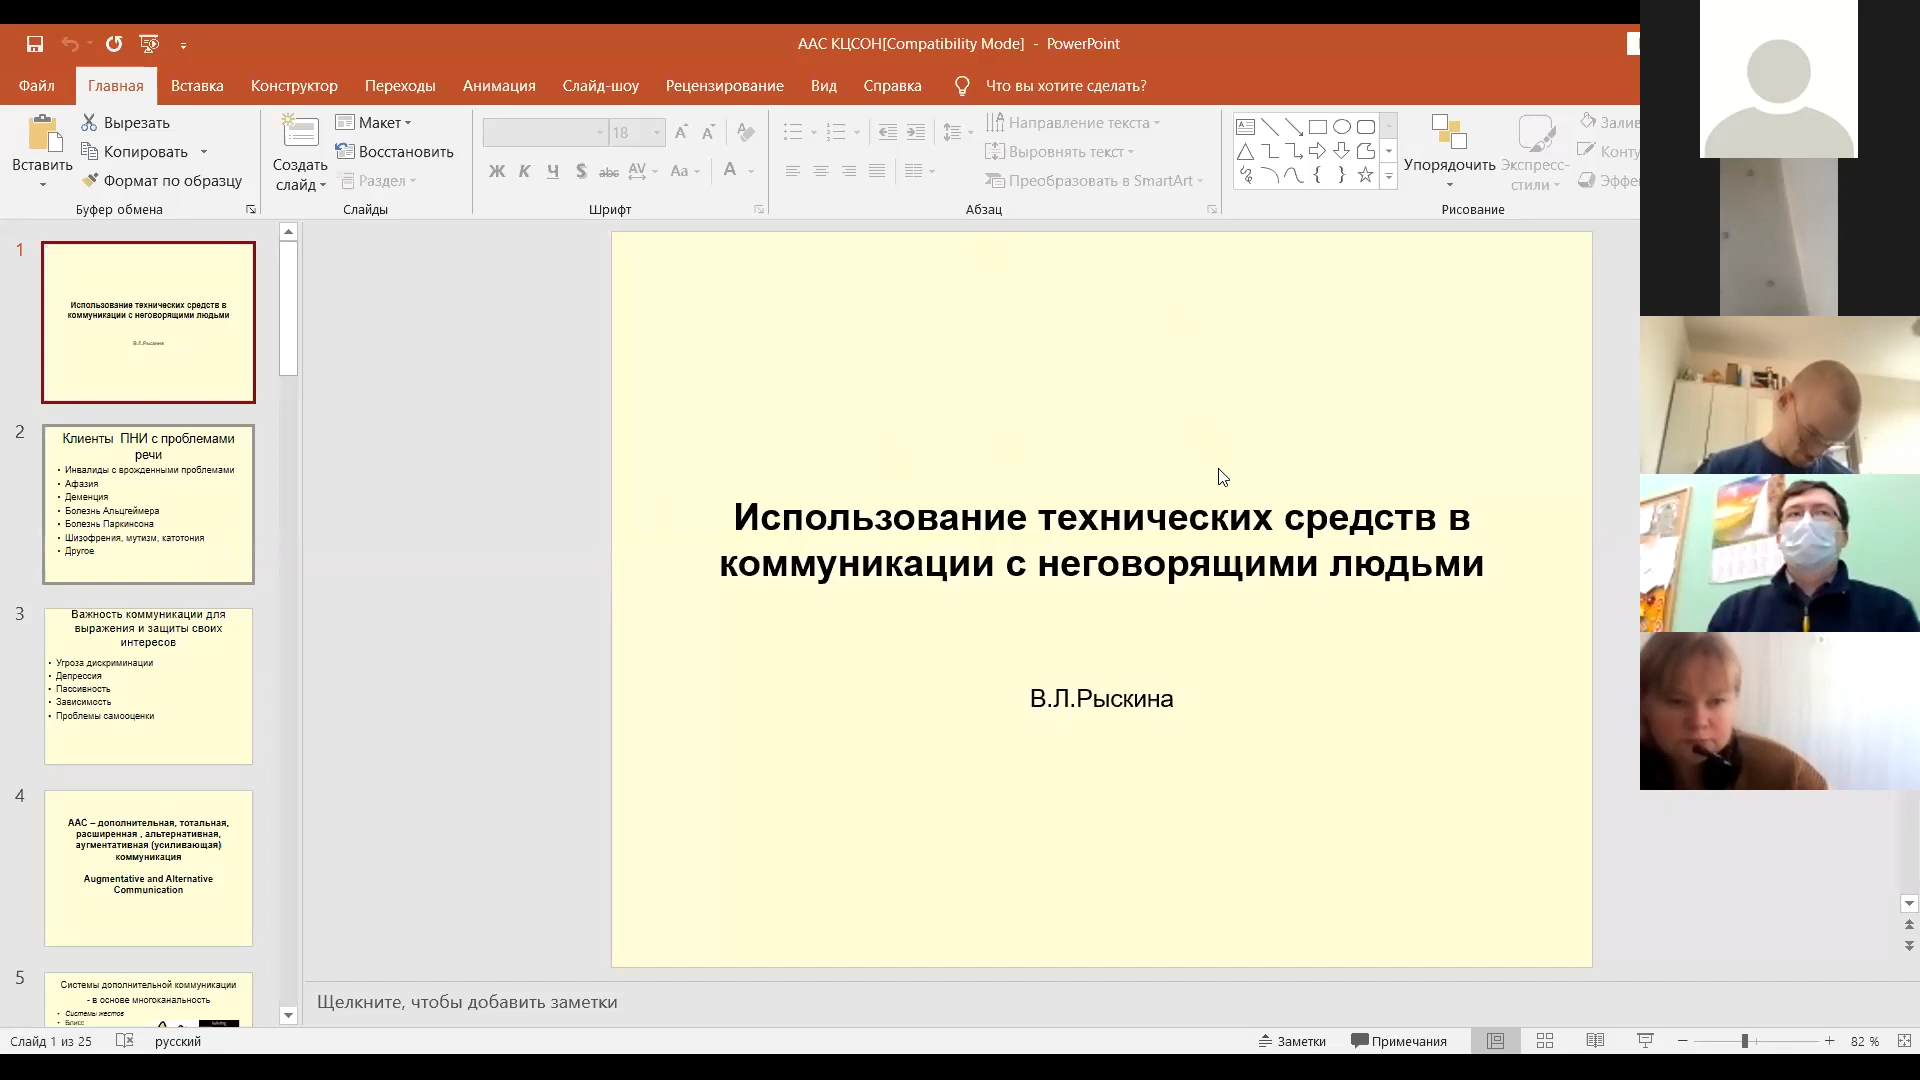 ААС КЦСОН[Compatibility Mode] - PowerPoint
Файл Главная Вставка Конструктор Переходы Анимация Слайд-шоу Рецензирование Вид Справка Что вы хотите сделать?
Вставить
Вырезать
Копировать
Формат по образцу
Буфер обмена
Создать
слайд
Макет
Восстановить
Раздел
Слайды
18
Ж К Ч S abc AV Aa A
Шрифт
Направление текста
Выровнять текст
Преобразовать в SmartArt
Абзац
Упорядочить
Экспресс-
стили
Рисование
1
Использование технических средств в
коммуникации с неговорящими людьми
В.Л.Рыскина
2
Клиенты ПНИ с проблемами
речи
• Инвалиды с врожденными проблемами
• Афазия
• Деменция
• Болезнь Альцгеймера
• Болезнь Паркинсона
• Шизофрения, мутизм, катотония
• Другое
3
Важность коммуникации для
выражения и защиты своих
интересов
• Угроза дискриминации
• Депрессия
• Пассивность
• Зависимость
• Проблемы самооценки
4
ААС – дополнительная, тотальная,
расширенная , альтернативная,
аугментативная (усиливающая)
коммуникация
Augmentative and Alternative
Communication
5
Системы дополнительной коммуникации
- в основе многоканальность
• Системы жестов
• Блисс
Использование технических средств в
коммуникации с неговорящими людьми
В.Л.Рыскина
Щелкните, чтобы добавить заметки
Слайд 1 из 25 русский Заметки Примечания 82 %